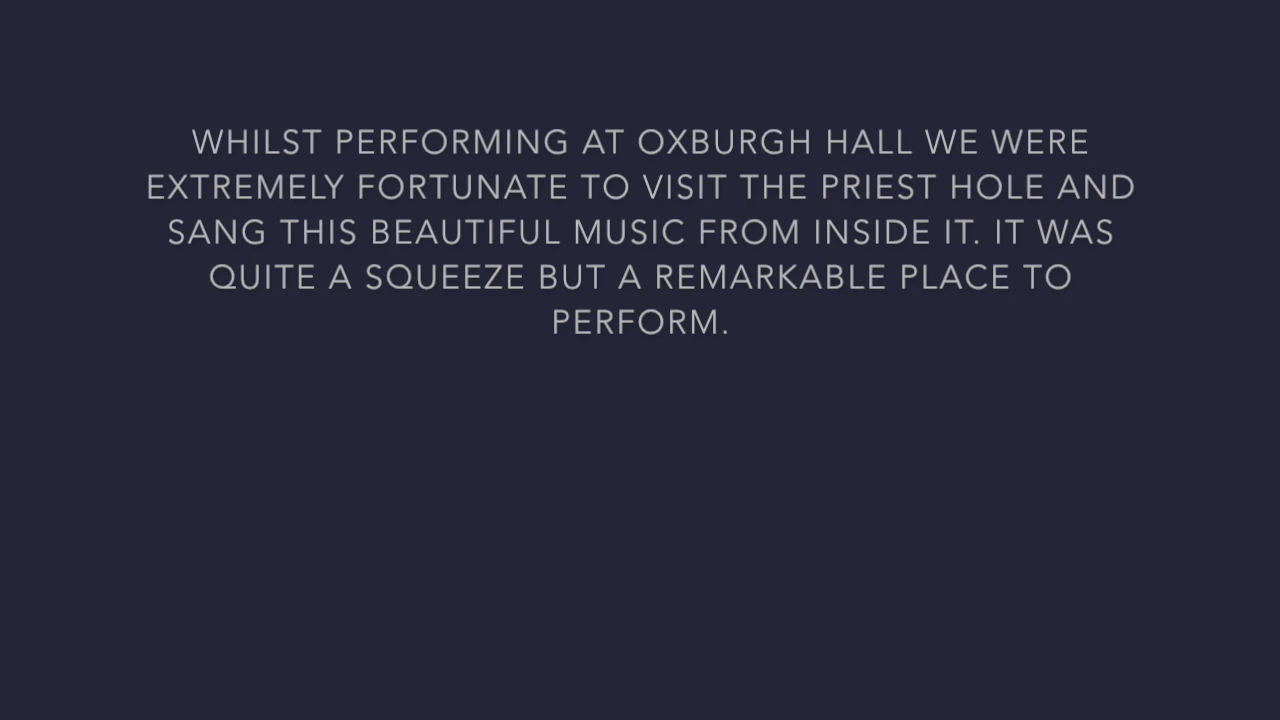 WHILST PERFORMING AT OXBURGH HALL WE WERE
EXTREMELY FORTUNATE TO VISIT THE PRIEST HOLE AND
SANG THIS BEAUTIFUL MUSIC FROM INSIDE IT. IT WAS
QUITE A SQUEEZE BUT A REMARKABLE PLACE TO
PERFORM.